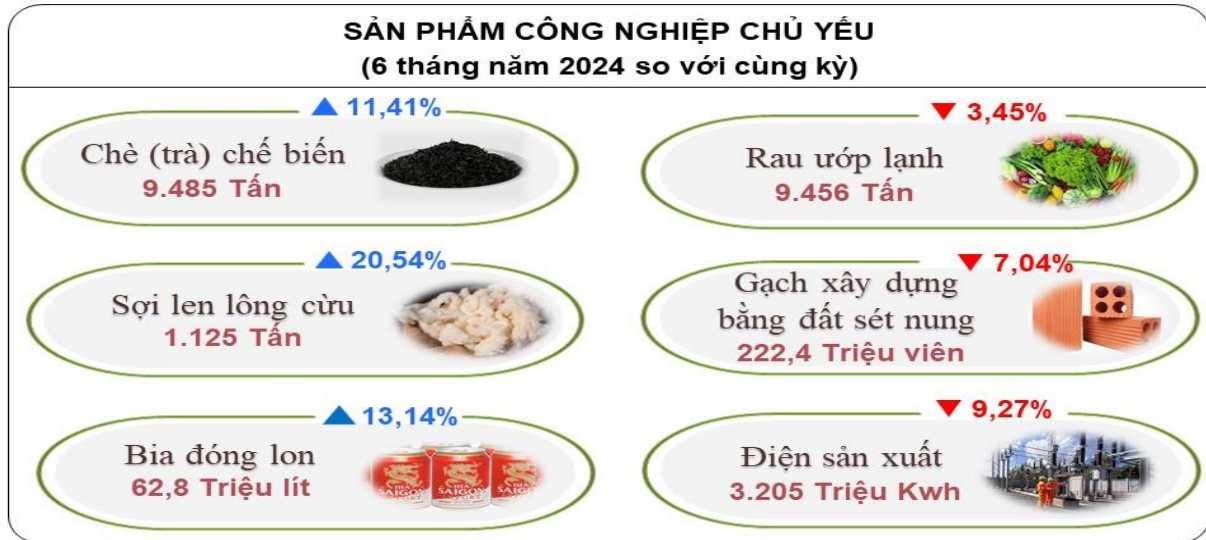 SẢN PHẨM CÔNG NGHIỆP CHỦ YẾU
(6 tháng năm 2024 so với cùng kỳ)
▲ 11,41%
Chè (trà) chế biến
9.485 Tấn
▼ 3,45%
Rau ướp lạnh
9.456 Tấn
▲ 20,54%
Sợi len lông cừu
1.125 Tấn
▼ 7,04%
Gạch xây dựng
bằng đất sét nung
222,4 Triệu viên
▲ 13,14%
Bia đóng lon
62,8 Triệu lít
BIA
SAIGON
▼ 9,27%
Điện sản xuất
3.205 Triệu Kwh